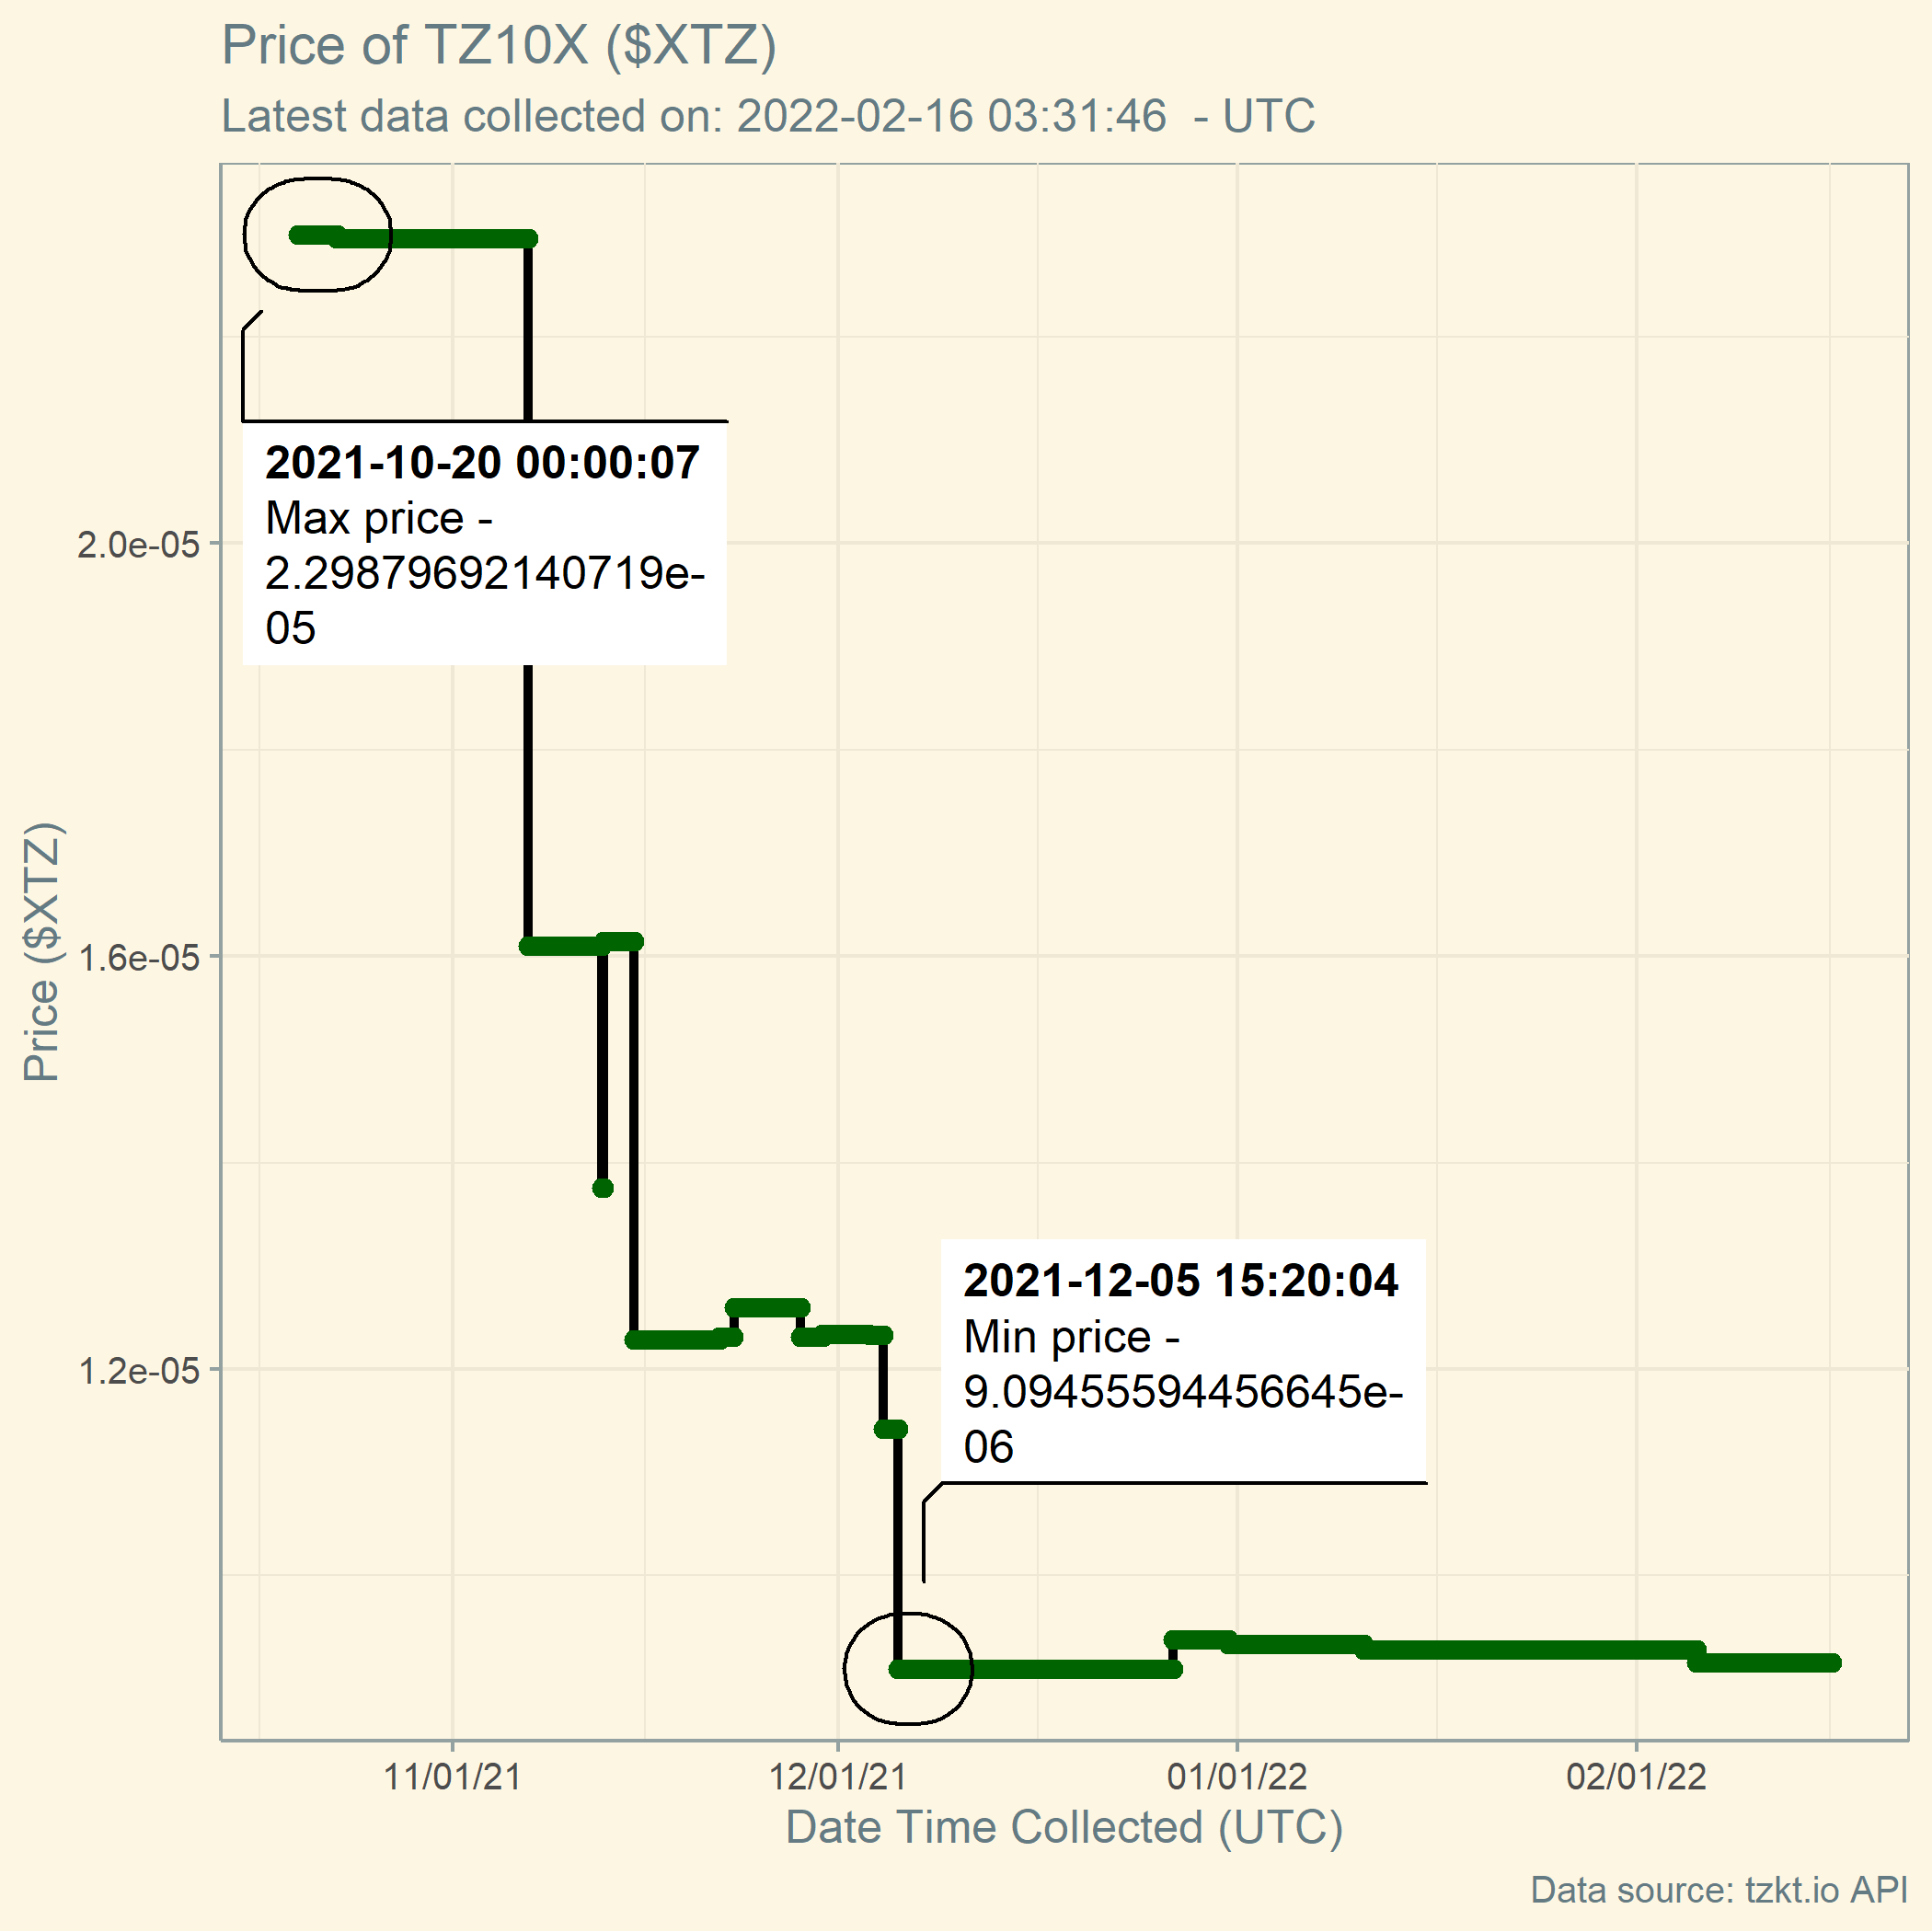 Price of TZ10X ($XTZ)
Latest data collected on: 2022-02-16 03:31:46  - UTC
2021-10-20 00:00:07
Max price -
2.29879692140719e-
05
2.0e-05
Price ($XTZ)
1.6e-05
2021-12-05 15:20:04
Min price -
9.09455594456645e-
06
1.2e-05
11/01/21
12/01/21
01/01/22
02/01/22
Date Time Collected (UTC)
Data source: tzkt.io API